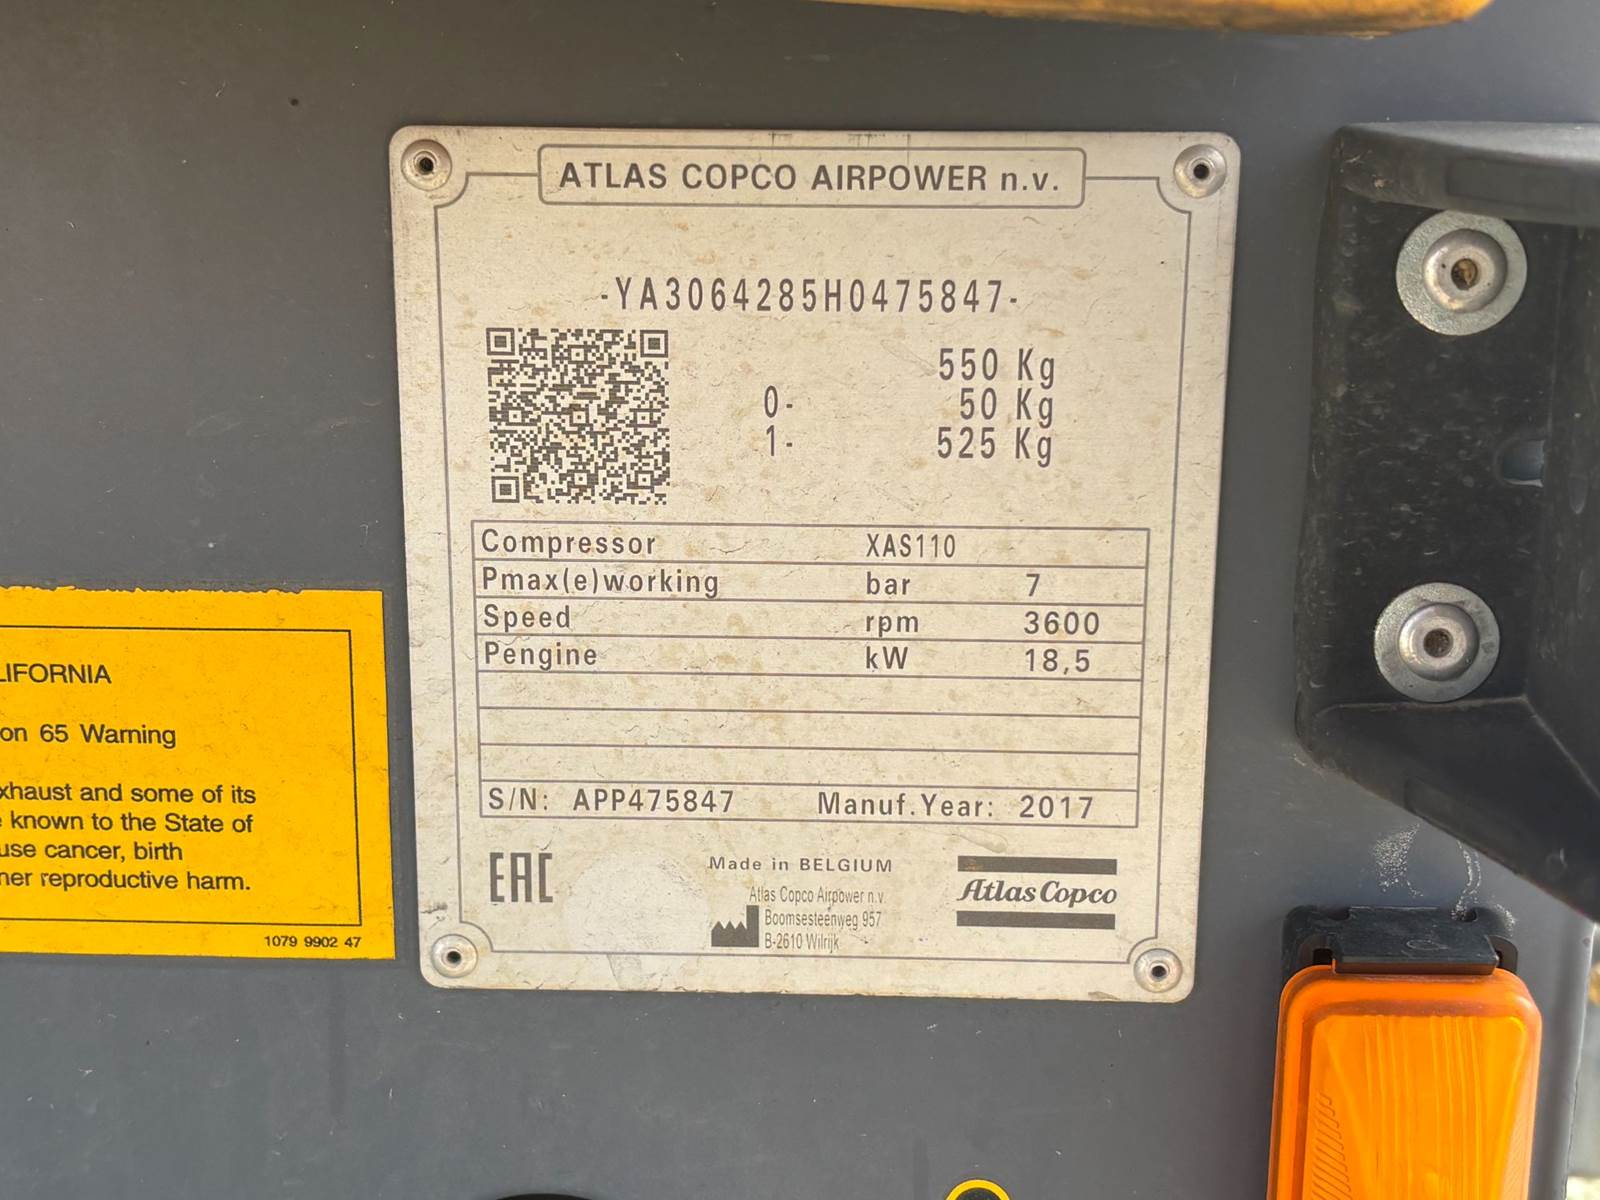 ATLAS COPCO AIRPOWER n.v.
-YA3064285H0475847-
550 Kg
0- 50 Kg
1- 525 Kg
Compressor XAS110
Pmax(e)working bar 7
Speed rpm 3600
Pengine kW 18,5
S/N: APP475847 Manuf.Year: 2017
EAC
Made in BELGIUM
Atlas Copco Airpower n.v.
Boomsesteenweg 957
B-2610 Wilrijk
Atlas Copco
LIFORNIA
on 65 Warning
xhaust and some of its
e known to the State of
use cancer, birth
ner reproductive harm.
1079 9902 47